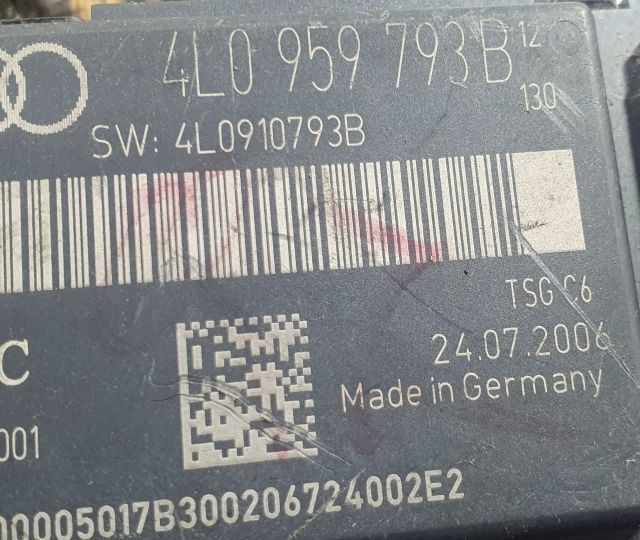 4L0 959 793B 12
130
SW: 4L0910793B
TSG C6
24.07.2006
Made in Germany
C
001
00005017B300206724002E2